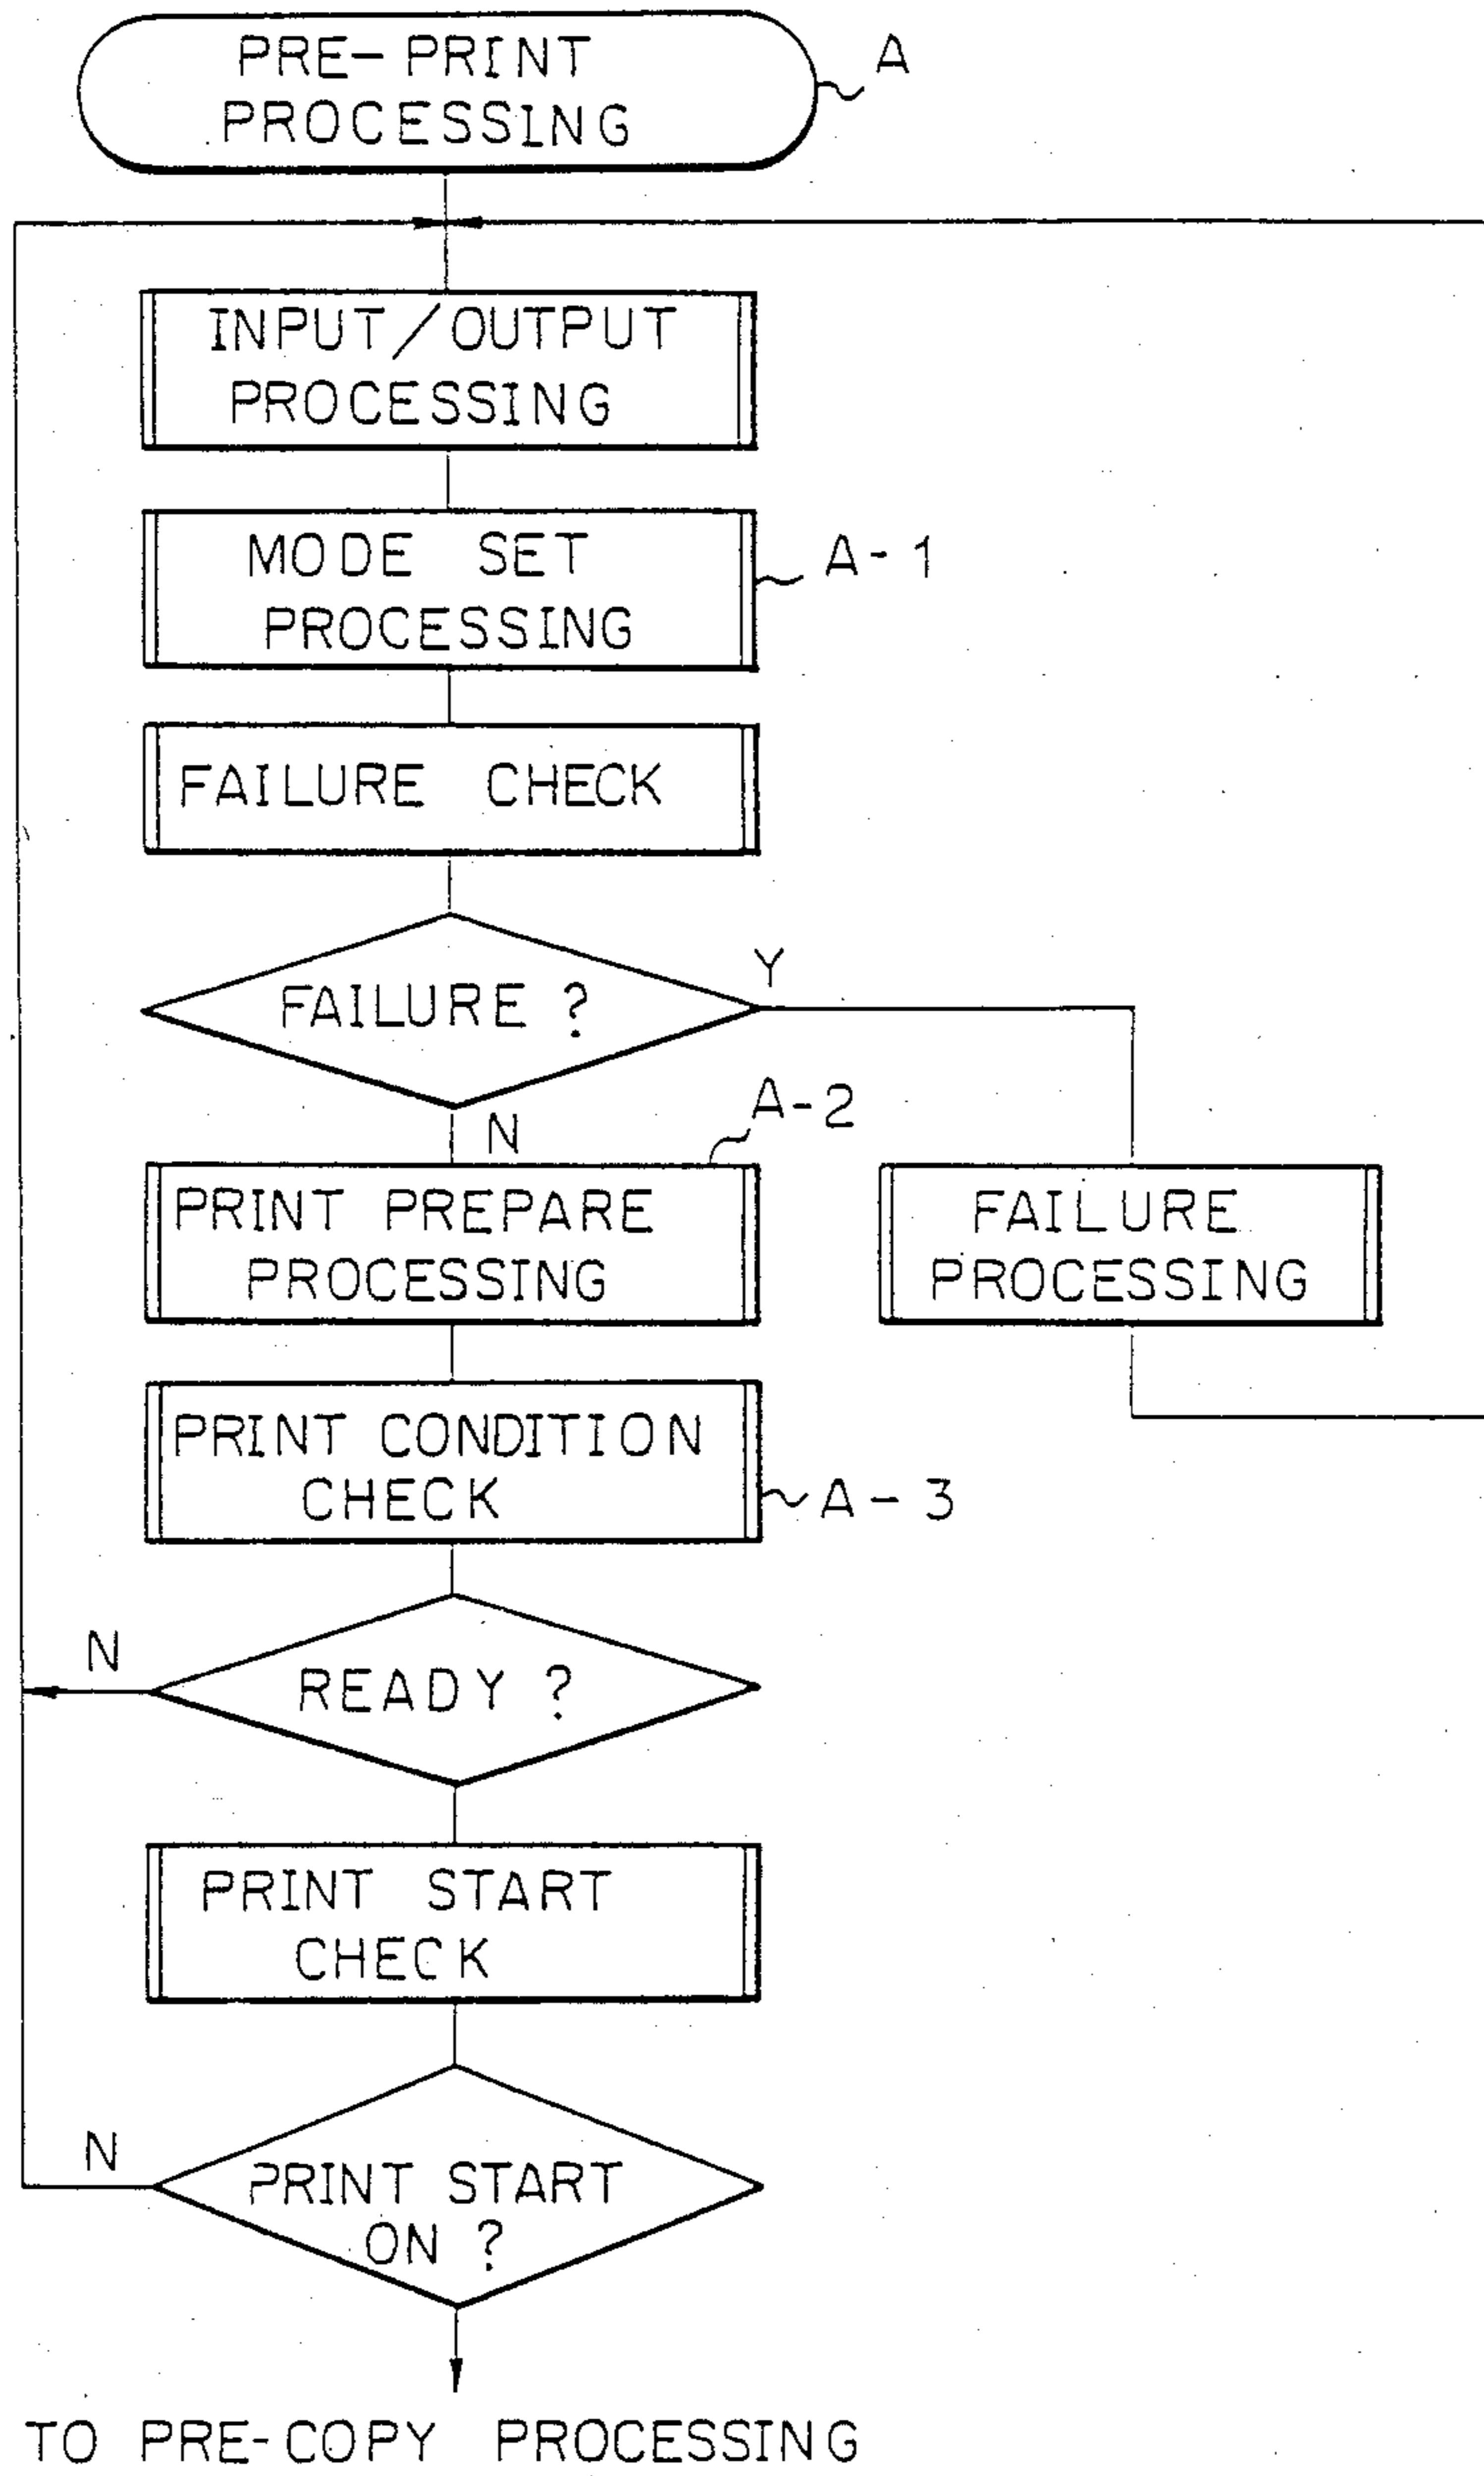 PRE-PRINT
PROCESSING
A
INPUT/OUTPUT
PROCESSING
MODE SET
PROCESSING
A-1
FAILURE CHECK
FAILURE ?
Y
N
A-2
PRINT PREPARE
PROCESSING
FAILURE
PROCESSING
PRINT CONDITION
CHECK
A-3
N
READY ?
PRINT START
CHECK
N
PRINT START
ON ?
TO PRE-COPY PROCESSING